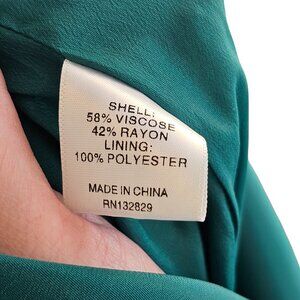 SHELL:
58% VISCOSE
42% RAYON
LINING:
100% POLYESTER
MADE IN CHINA
RN132829